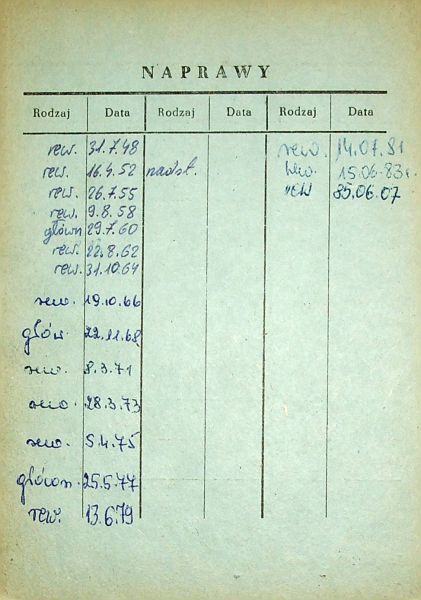 NAPRAWY
Rodzaj Data Rodzaj Data Rodzaj Data
rew. 31.7.48 rew. 14.07.81
rew. 16.4.52 nadst. rew. 15.06.83r.
rew. 26.7.55 rew 85.06.07
rew. 9.8.58
główn 29.7.60
rew. 22.8.62
rew. 31.10.64
rew. 19.10.66
główn. 22.11.68
rew. 8.3.71
rew. 28.3.73
rew. 5.4.75
główn. 25.5.77
rew. 13.6.79